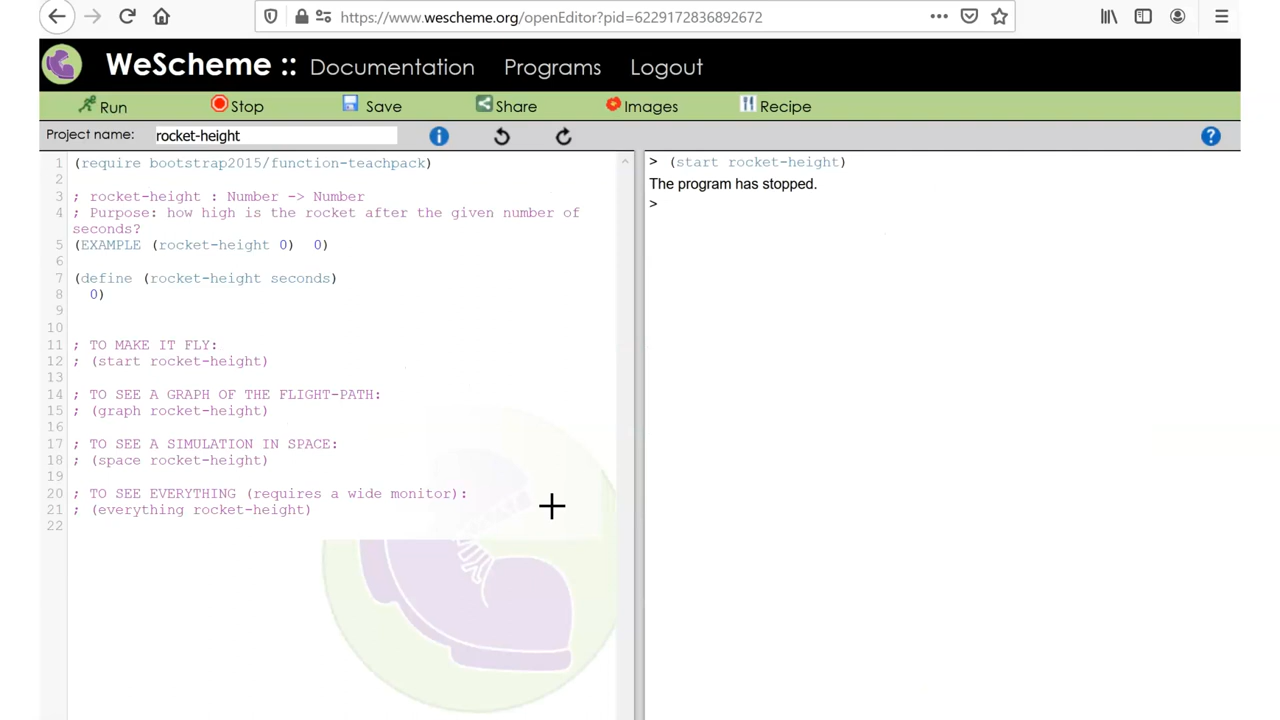 https://www.wescheme.org/openEditor?pid=6229172836892672
WeScheme :: Documentation Programs Logout
Run Stop Save Share Images Recipe
Project name: rocket-height
1 (require bootstrap2015/function-teachpack)
2
3 ; rocket-height : Number -> Number
4 ; Purpose: how high is the rocket after the given number of
seconds?
5 (EXAMPLE (rocket-height 0)  0)
6
7 (define (rocket-height seconds)
8   0)
9
10
11 ; TO MAKE IT FLY:
12 ; (start rocket-height)
13
14 ; TO SEE A GRAPH OF THE FLIGHT-PATH:
15 ; (graph rocket-height)
16
17 ; TO SEE A SIMULATION IN SPACE:
18 ; (space rocket-height)
19
20 ; TO SEE EVERYTHING (requires a wide monitor):
21 ; (everything rocket-height)
22
> (start rocket-height)
The program has stopped.
>